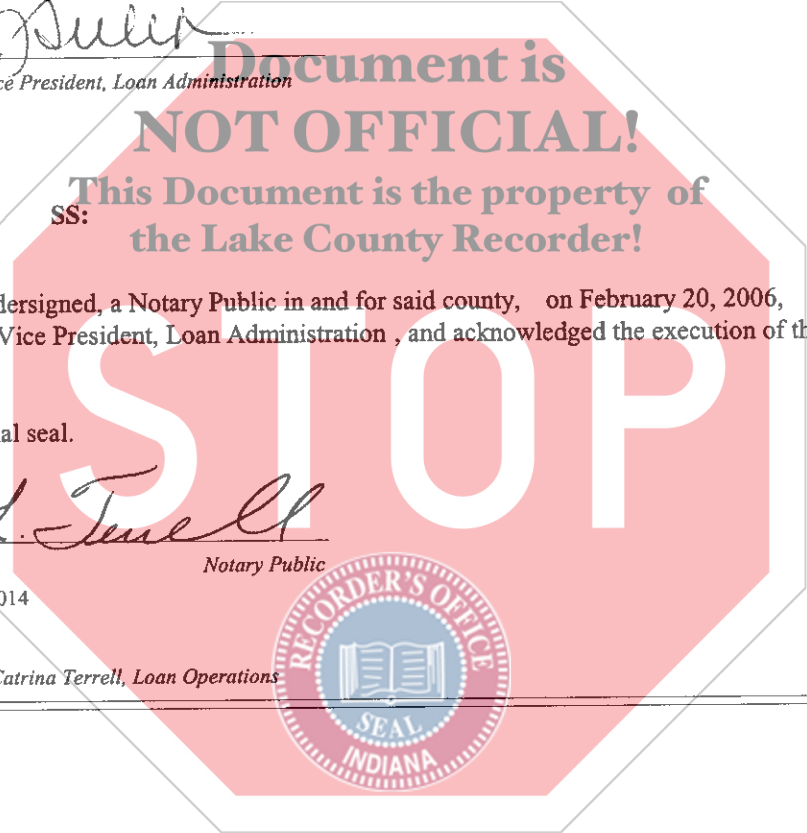 Document is
ce President, Loan Administration
NOT OFFICIAL!
This Document is the property of
SS:
the Lake County Recorder!
dersigned, a Notary Public in and for said county, on February 20, 2006,
Vice President, Loan Administration , and acknowledged the execution of th
STOP
al seal.
Notary Public
014
RECORDER'S OFFICE
Catrina Terrell, Loan Operations
SEAL
INDIANA